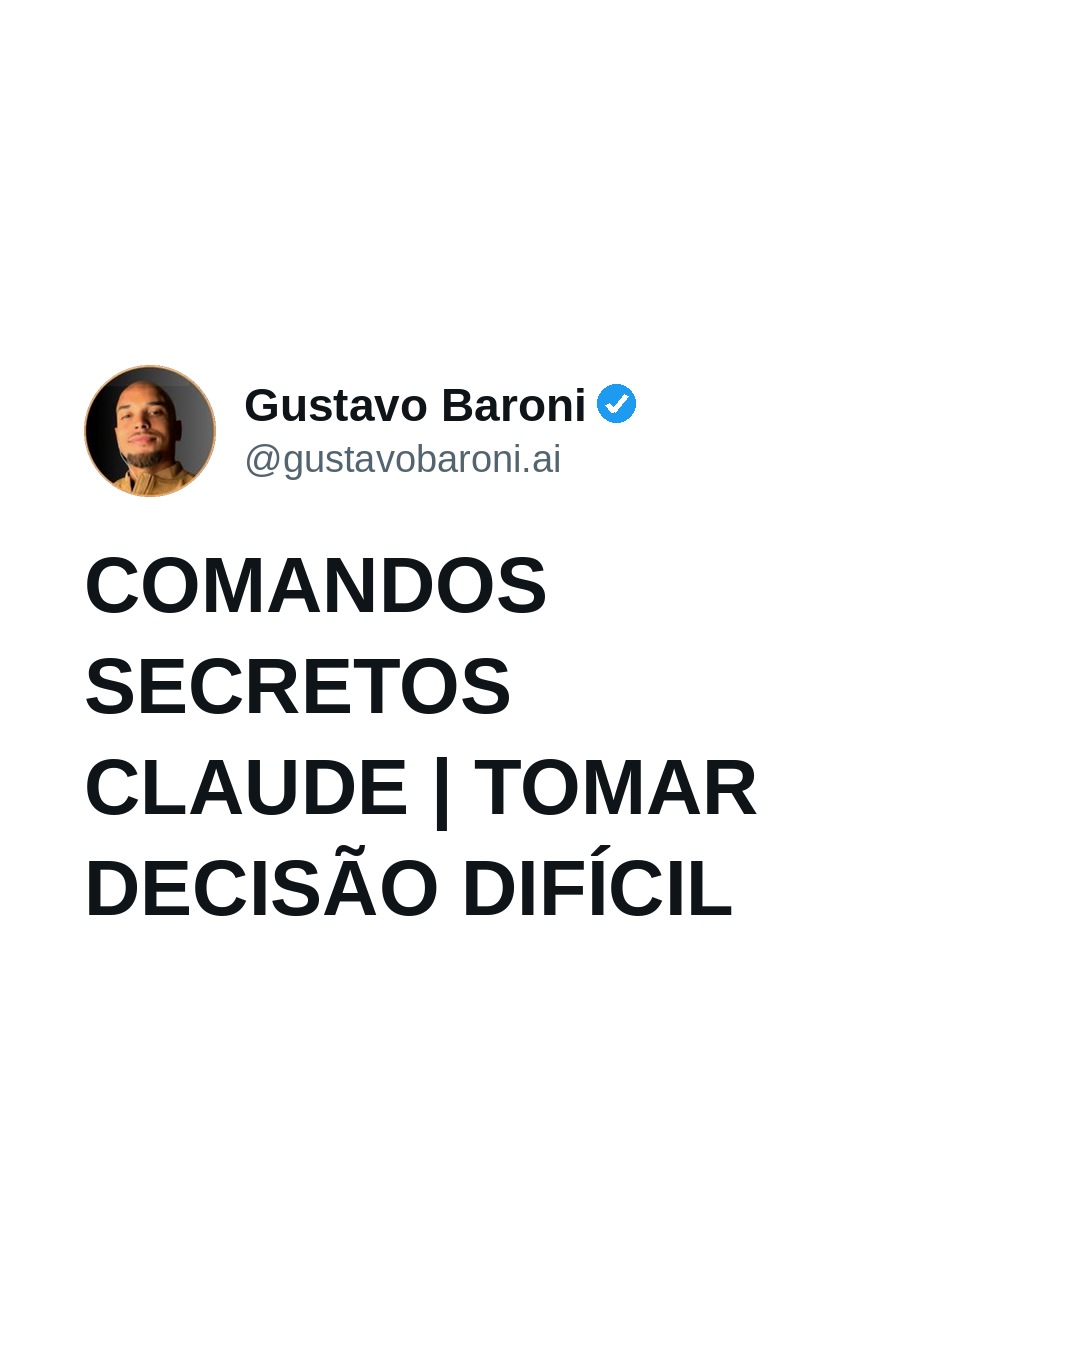 Gustavo Baroni
@gustavobaroni.ai
COMANDOS
SECRETOS
CLAUDE | TOMAR
DECISÃO DIFÍCIL